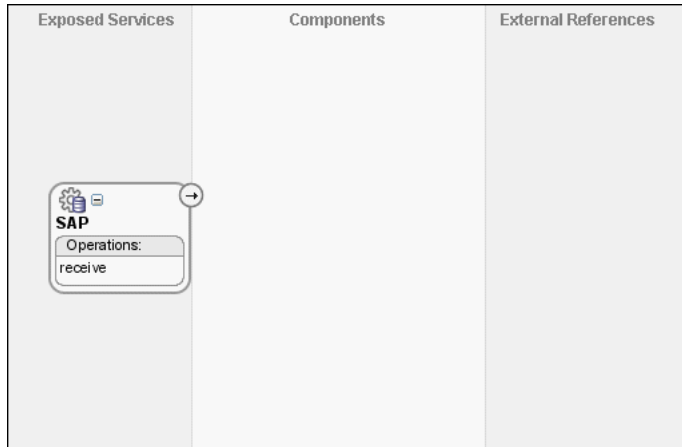 Exposed Services
Components
External References
SAP
Operations:
receive